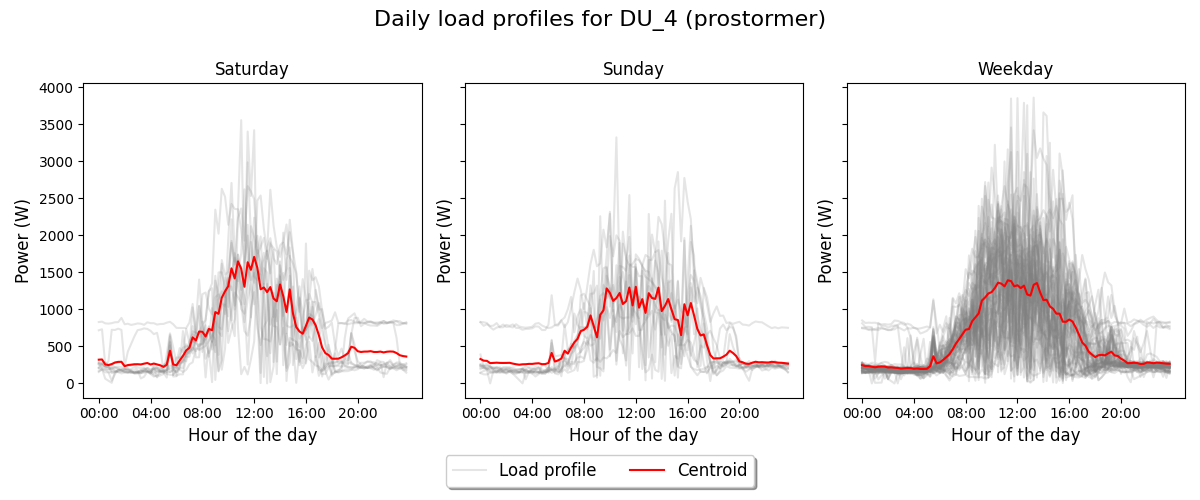 Daily load profiles for DU_4 (prostormer)
Saturday
Sunday
Weekday
4000
3500
3000
2500
2000
1500
1000
500
0
Power (W)
Power (W)
Power (W)
00:00 04:00 08:00 12:00 16:00 20:00
00:00 04:00 08:00 12:00 16:00 20:00
00:00 04:00 08:00 12:00 16:00 20:00
Hour of the day
Hour of the day
Hour of the day
Load profile
Centroid